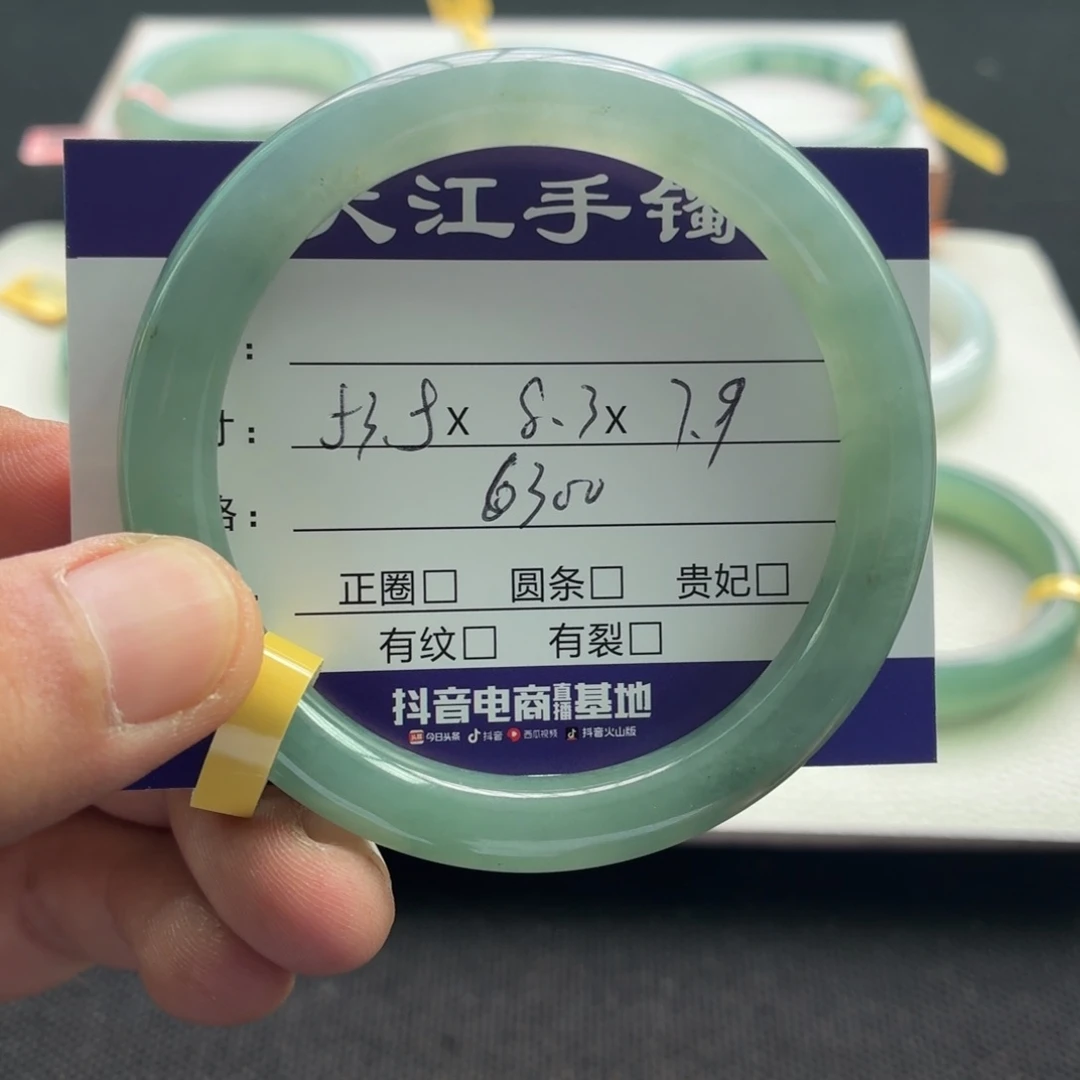 大江手镯
:
寸: 53.5x 8.3x 7.9
格: 6300
正圈□ 圆条□ 贵妃□
有纹□ 有裂□
抖音电商直播基地
今日头条 抖音 西瓜视频 抖音火山版